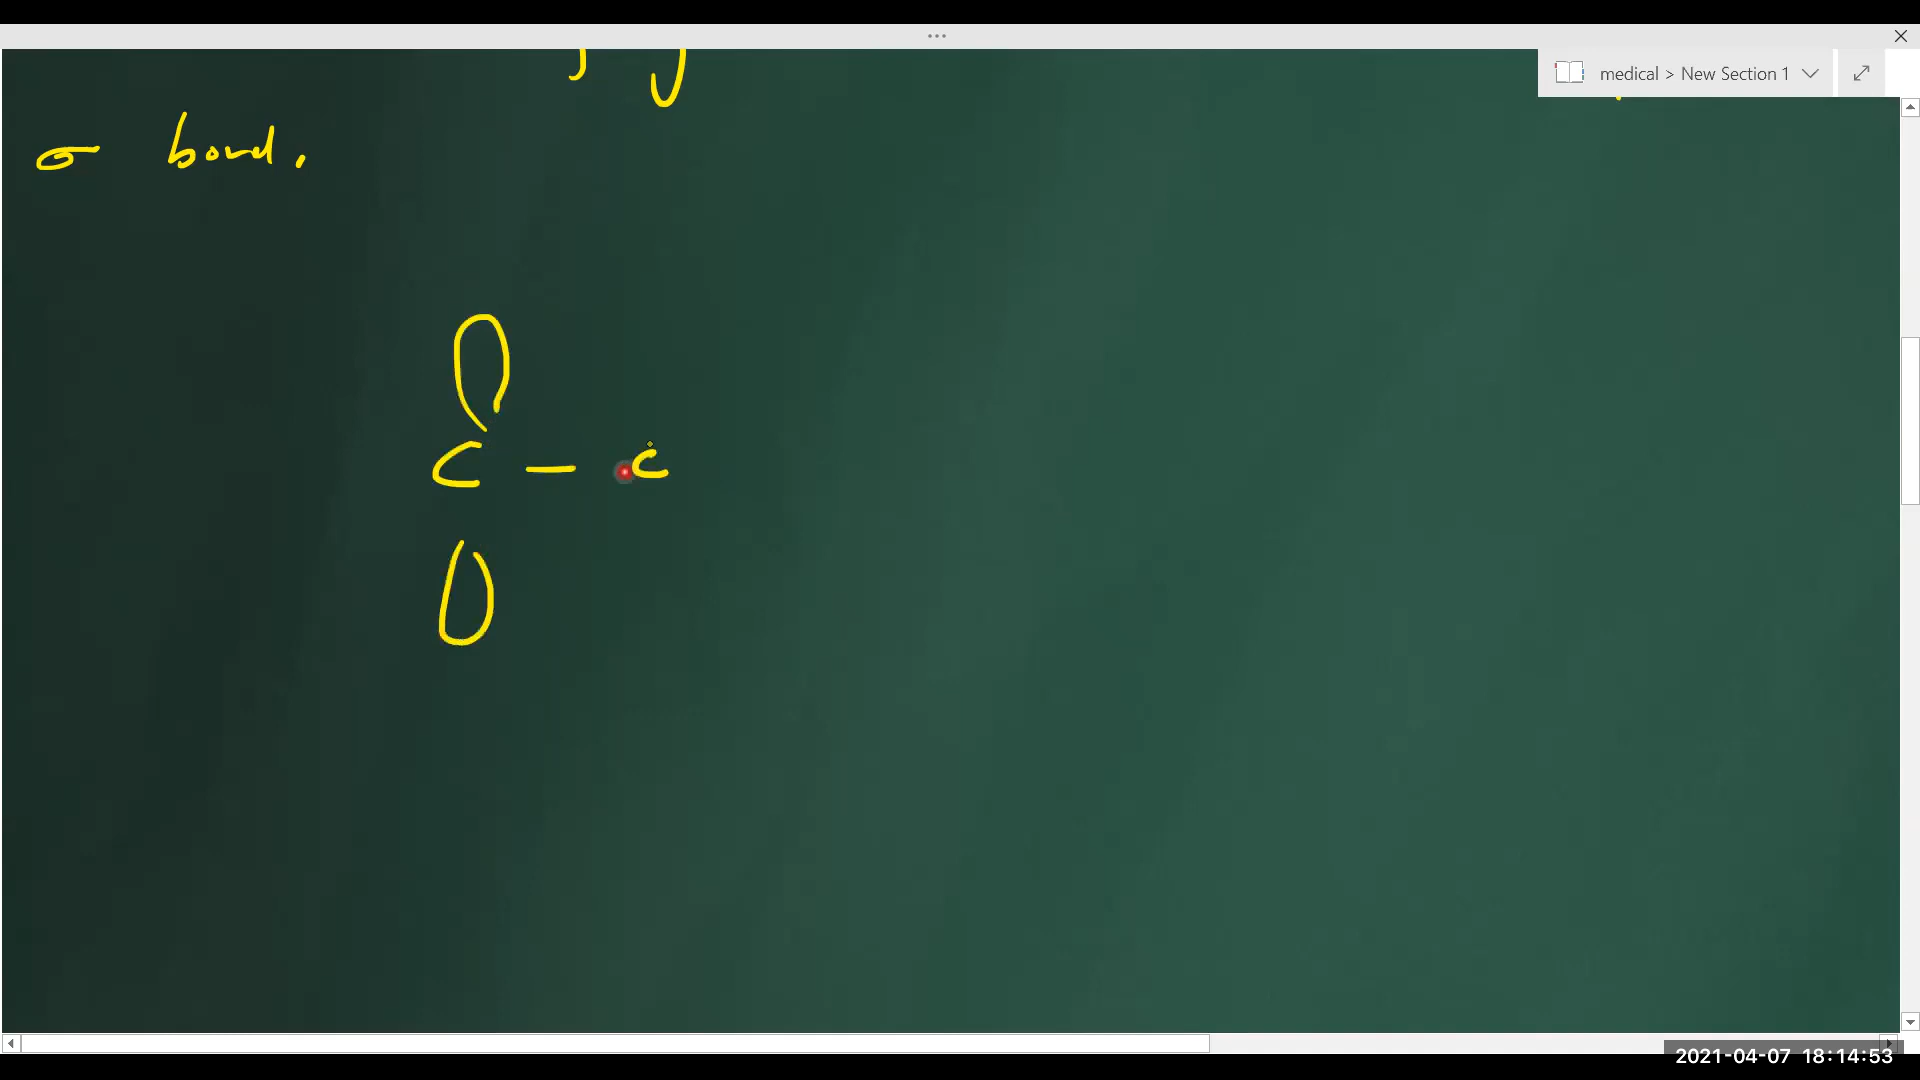 medical > New Section 1
σ bond.
C – C
2021-04-07 18:14:53